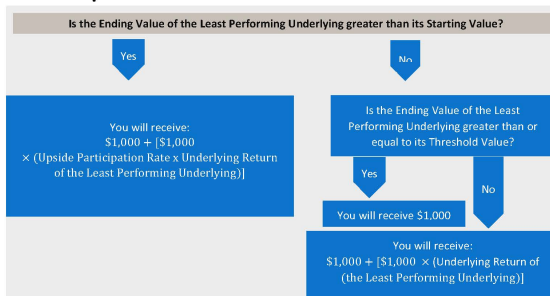 Is the Ending Value of the Least Performing Underlying greater than its Starting Value?
Yes
No
You will receive:
$1,000 + [$1,000
× (Upside Participation Rate x Underlying Return
of the Least Performing Underlying)]
Is the Ending Value of the Least
Performing Underlying greater than or
equal to its Threshold Value?
Yes
No
You will receive $1,000
You will receive:
$1,000 + [$1,000 × (Underlying Return of
(the Least Performing Underlying)]